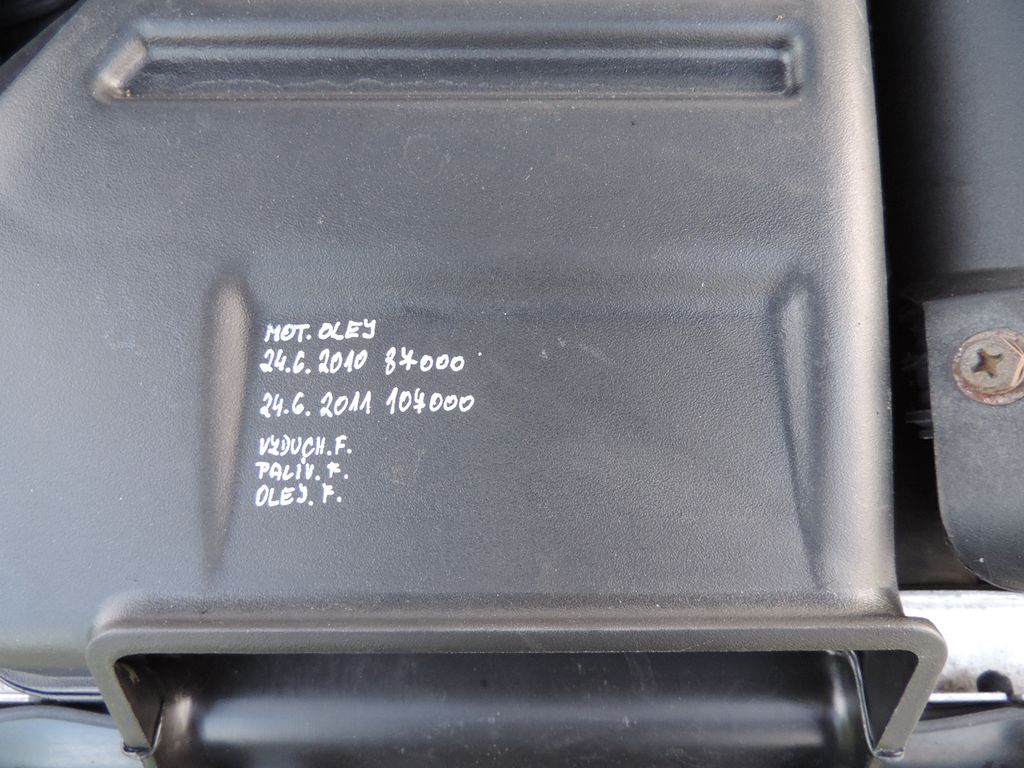 MOT. OLEJ
24.6.2010 87000
24.6.2011 107000
VZDUCH.F.
PALIV. F.
OLEJ. F.